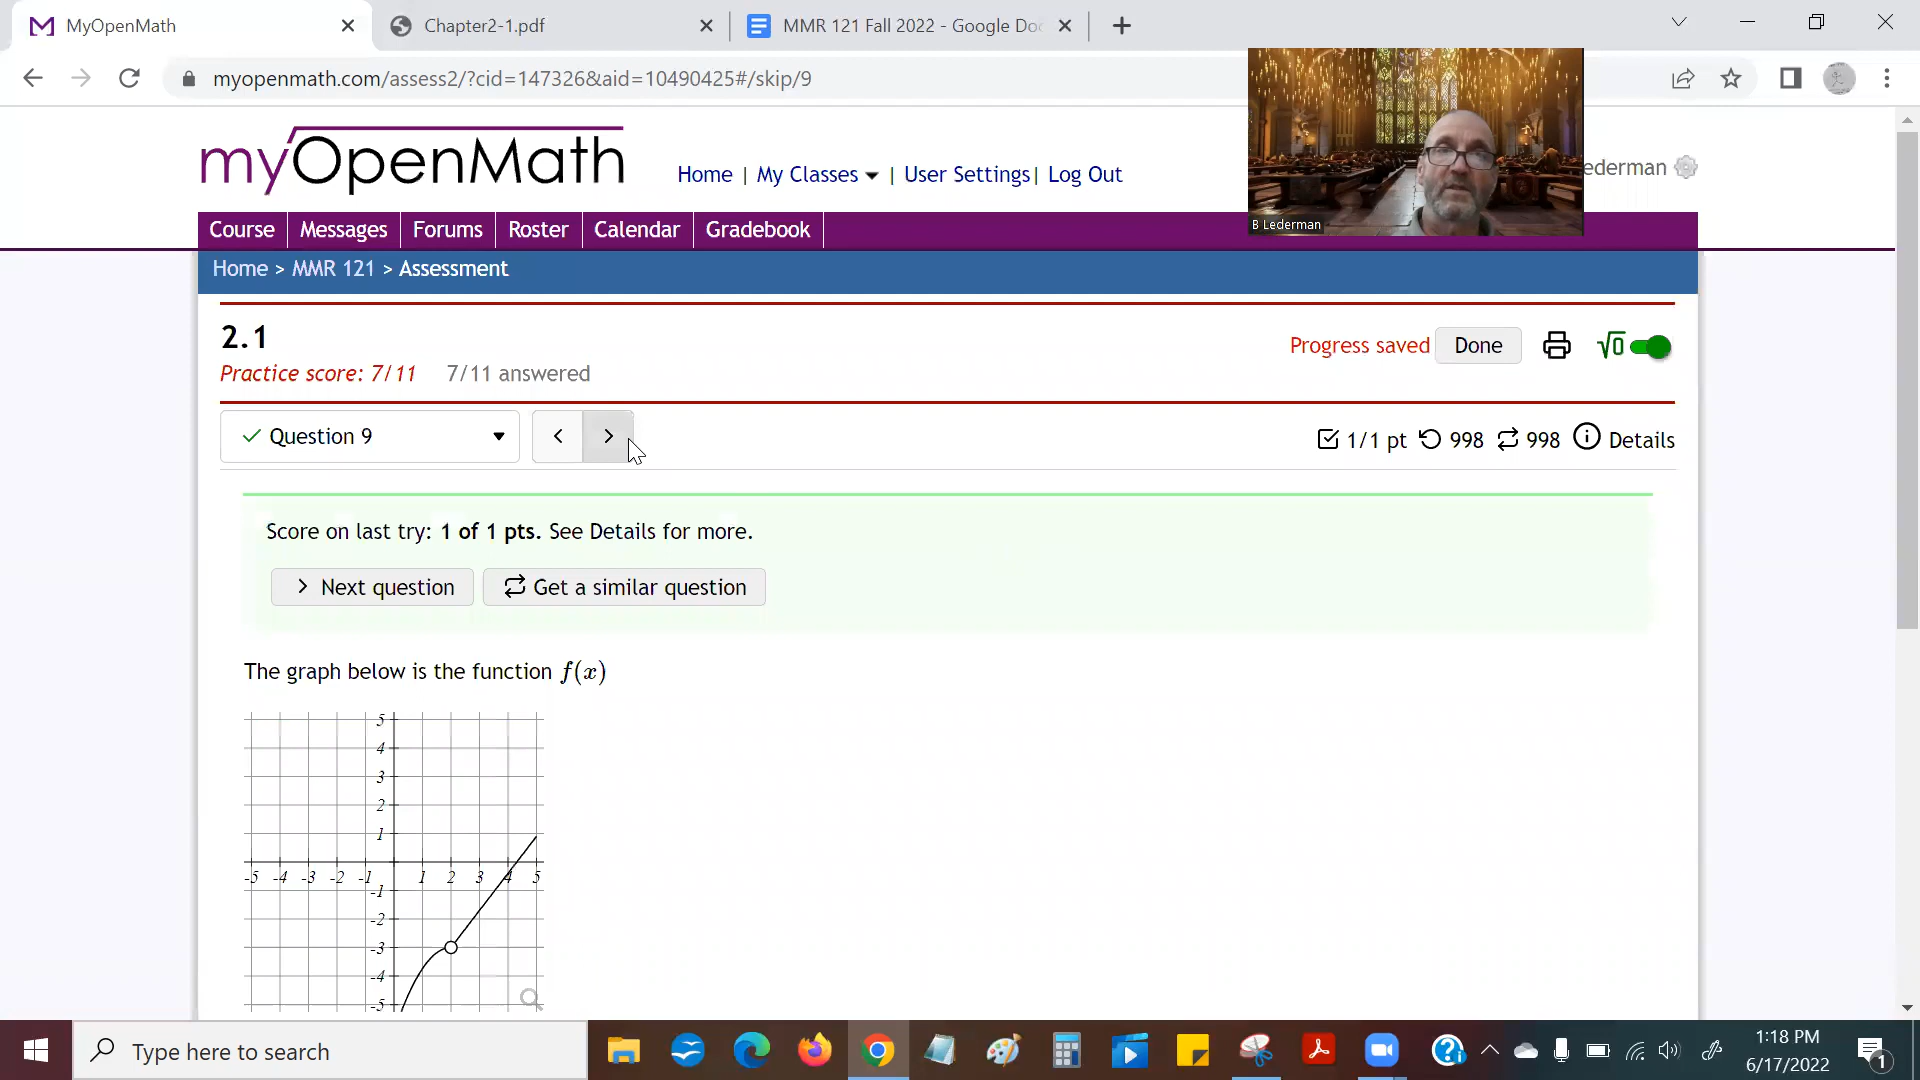 MyOpenMath
Chapter2-1.pdf
MMR 121 Fall 2022 - Google Doc
myopenmath.com/assess2/?cid=147326&aid=10490425#/skip/9
myOpenMath
Home | My Classes | User Settings | Log Out
ederman
B Lederman
Course Messages Forums Roster Calendar Gradebook
Home > MMR 121 > Assessment
2.1
Progress saved Done √0
Practice score: 7/11 7/11 answered
Question 9 < >
1/1 pt 998 998 Details
Score on last try: 1 of 1 pts. See Details for more.
> Next question Get a similar question
The graph below is the function f(x)
5
4
3
2
1
-5 -4 -3 -2 -1 1 2 3 4 5
-1
-2
-3
-4
-5
Type here to search
1:18 PM
6/17/2022
1